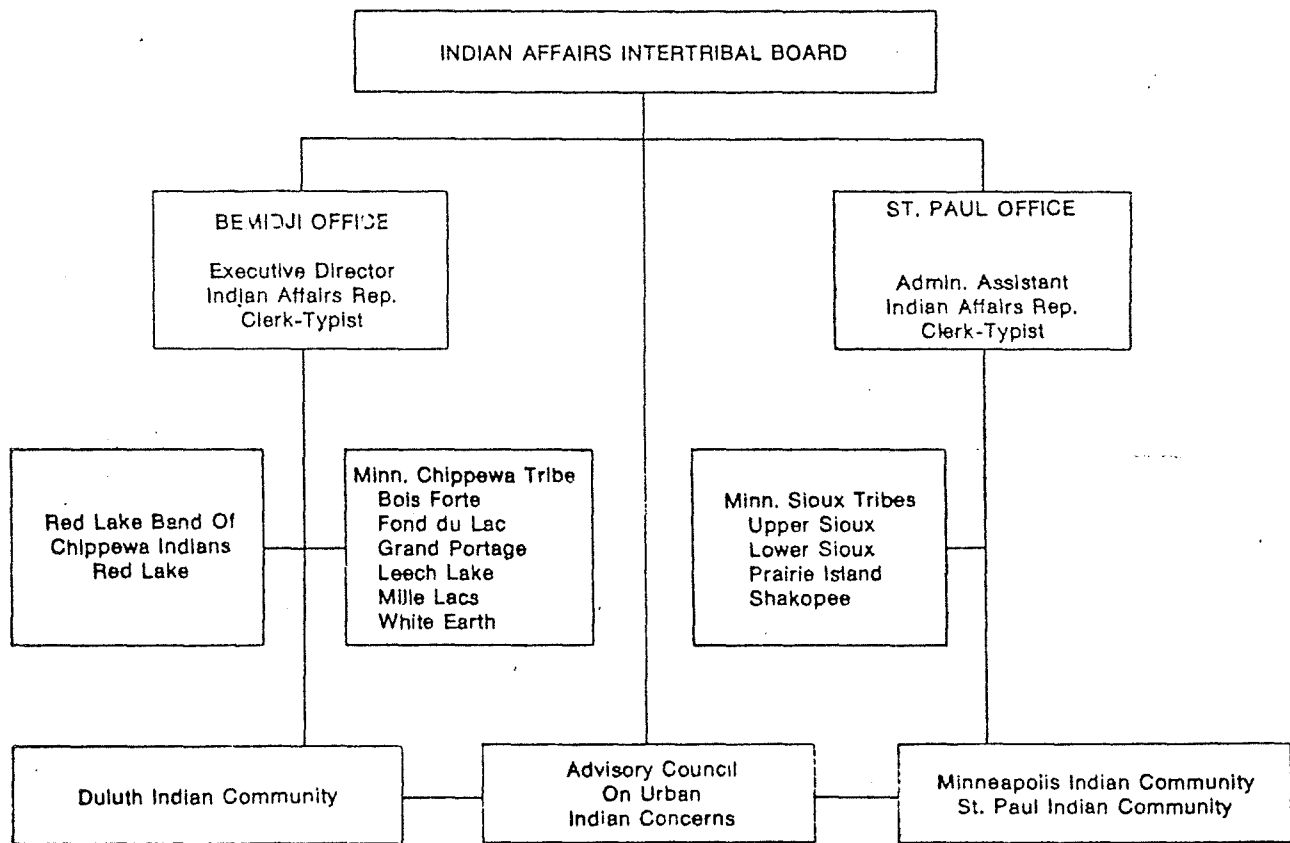 INDIAN AFFAIRS INTERTRIBAL BOARD
BEMIDJI OFFICE
Executive Director
Indian Affairs Rep.
Clerk-Typist
ST. PAUL OFFICE
Admin. Assistant
Indian Affairs Rep.
Clerk-Typist
Red Lake Band Of
Chippewa Indians
Red Lake
Minn. Chippewa Tribe
Bois Forte
Fond du Lac
Grand Portage
Leech Lake
Mille Lacs
White Earth
Minn. Sioux Tribes
Upper Sioux
Lower Sioux
Prairie Island
Shakopee
Duluth Indian Community
Advisory Council
On Urban
Indian Concerns
Minneapolis Indian Community
St. Paul Indian Community